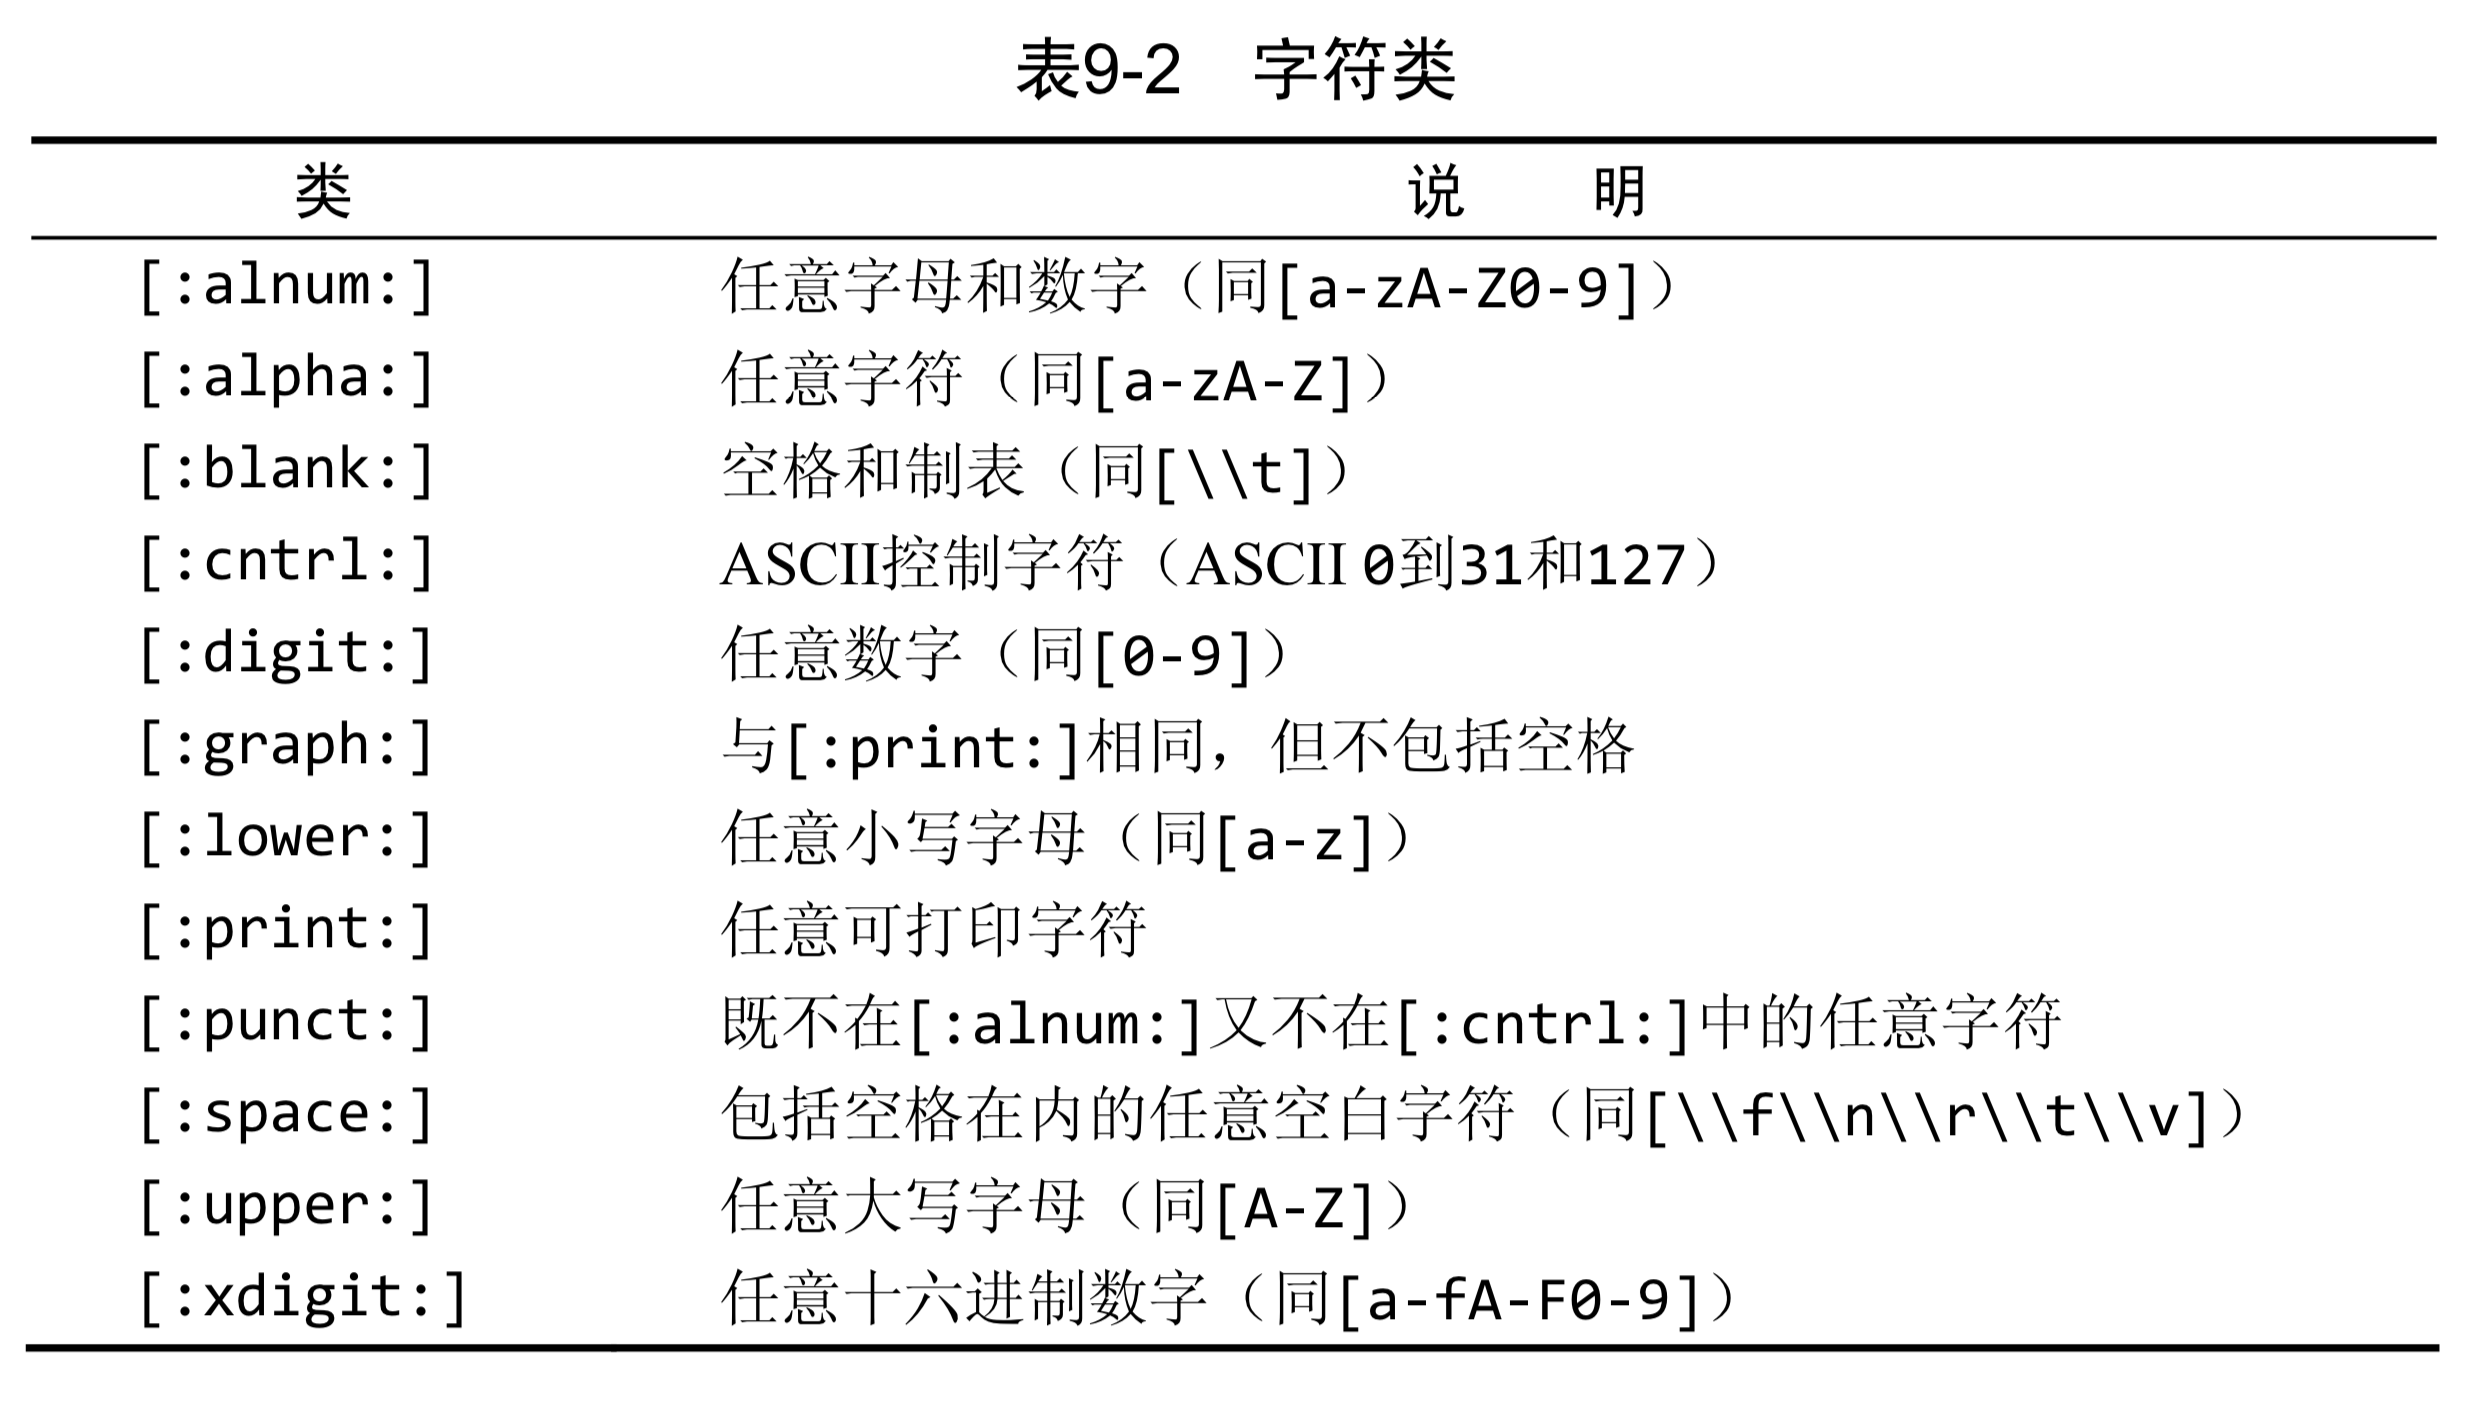 表9-2 字符类
类 说 明
[:alnum:] 任意字母和数字（同[a-zA-Z0-9]）
[:alpha:] 任意字符（同[a-zA-Z]）
[:blank:] 空格和制表（同[\\t]）
[:cntrl:] ASCII控制字符（ASCII 0到31和127）
[:digit:] 任意数字（同[0-9]）
[:graph:] 与[:print:]相同，但不包括空格
[:lower:] 任意小写字母（同[a-z]）
[:print:] 任意可打印字符
[:punct:] 既不在[:alnum:]又不在[:cntrl:]中的任意字符
[:space:] 包括空格在内的任意空白字符（同[\\f\\n\\r\\t\\v]）
[:upper:] 任意大写字母（同[A-Z]）
[:xdigit:] 任意十六进制数字（同[a-fA-F0-9]）